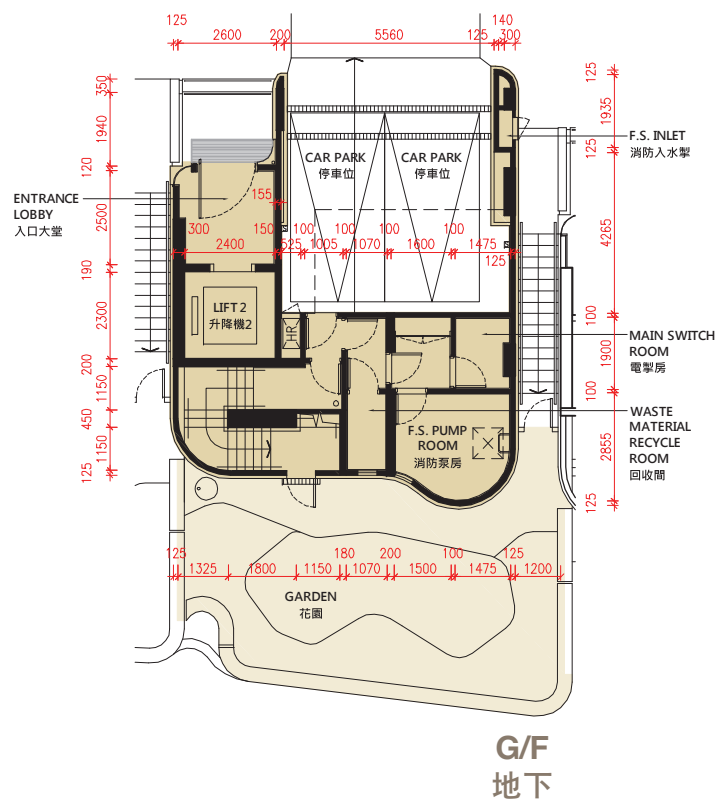 140
125
2600
200
5560
125
300
350
1940
120
2500
190
2300
200
1150
450
1150
125
125
1935
125
4265
100
1900
100
2855
125
CAR PARK
停車位
CAR PARK
停車位
F.S. INLET
消防入水掣
ENTRANCE
LOBBY
入口大堂
155
300
150
100
100
100
100
2400
525
1005
1070
1600
1475
125
LIFT 2
升降機2
HR
MAIN SWITCH
ROOM
電掣房
WASTE
MATERIAL
RECYCLE
ROOM
回收間
F.S. PUMP
ROOM
消防泵房
125
180
200
100
125
1325
1800
1150
1070
1500
1475
1200
GARDEN
花園
G/F
地下